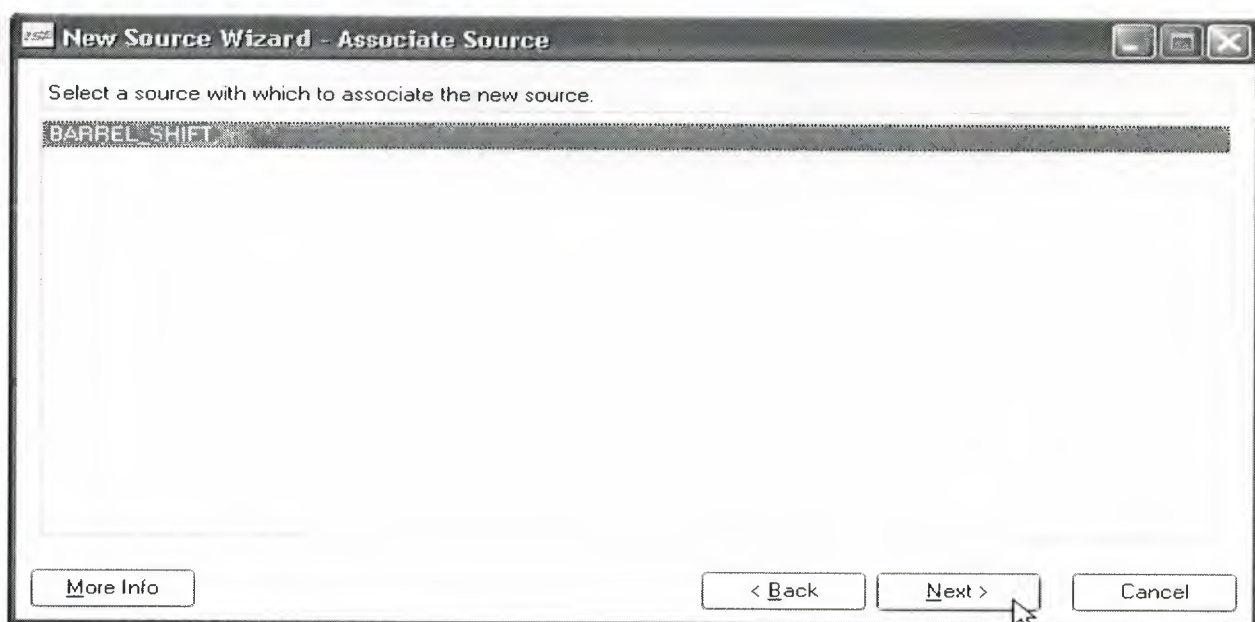 New Source Wizard - Associate Source
Select a source with which to associate the new source.
BARREL_SHIFT
More Info
< Back
Next >
Cancel